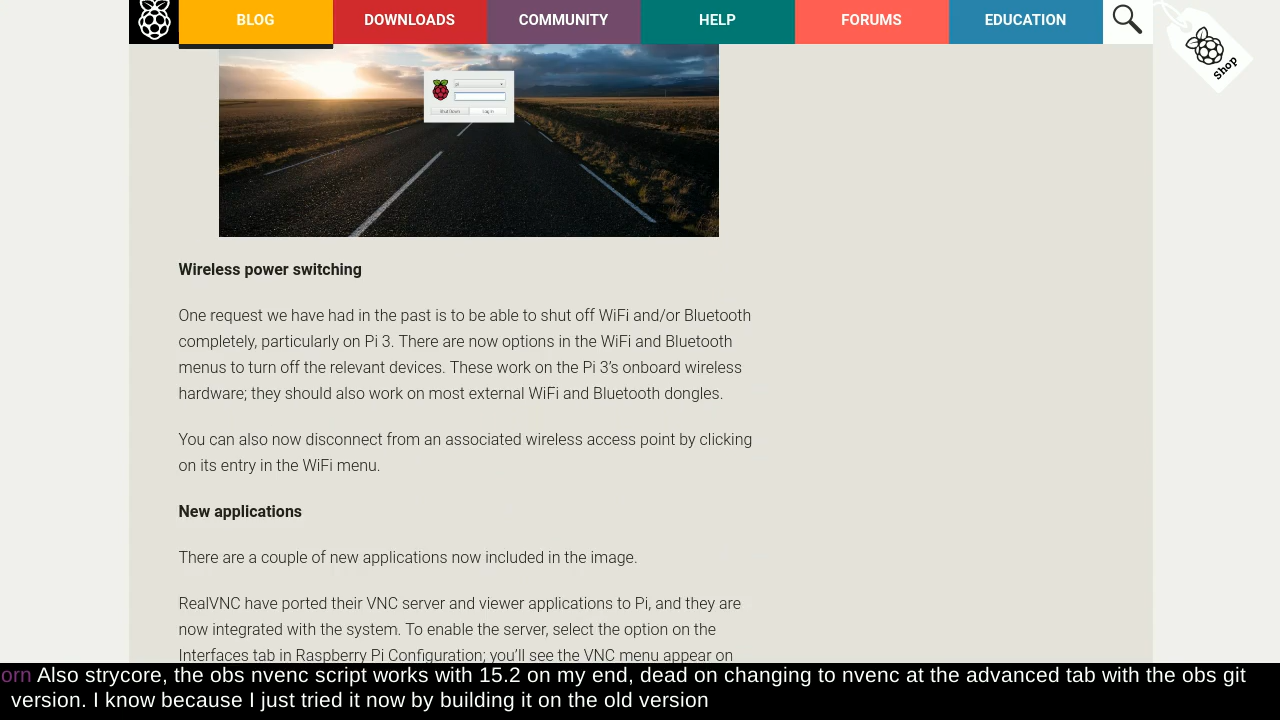 BLOG DOWNLOADS COMMUNITY HELP FORUMS EDUCATION
shop
pi
Shut Down Log In
Wireless power switching
One request we have had in the past is to be able to shut off WiFi and/or Bluetooth
completely, particularly on Pi 3. There are now options in the WiFi and Bluetooth
menus to turn off the relevant devices. These work on the Pi 3’s onboard wireless
hardware; they should also work on most external WiFi and Bluetooth dongles.
You can also now disconnect from an associated wireless access point by clicking
on its entry in the WiFi menu.
New applications
There are a couple of new applications now included in the image.
RealVNC have ported their VNC server and viewer applications to Pi, and they are
now integrated with the system. To enable the server, select the option on the
Interfaces tab in Raspberry Pi Configuration; you’ll see the VNC menu appear on
orn Also strycore, the obs nvenc script works with 15.2 on my end, dead on changing to nvenc at the advanced tab with the obs git
version. I know because I just tried it now by building it on the old version